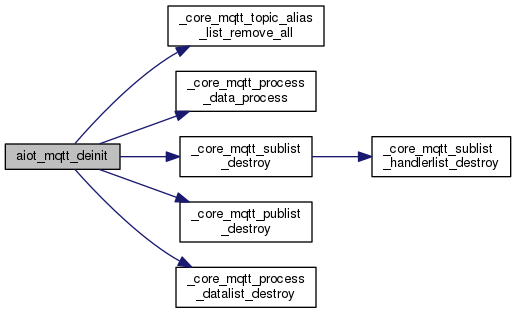 _core_mqtt_topic_alias
_list_remove_all
_core_mqtt_process
_data_process
aiot_mqtt_deinit
_core_mqtt_sublist
_destroy
_core_mqtt_sublist
_handlerlist_destroy
_core_mqtt_publist
_destroy
_core_mqtt_process
_datalist_destroy